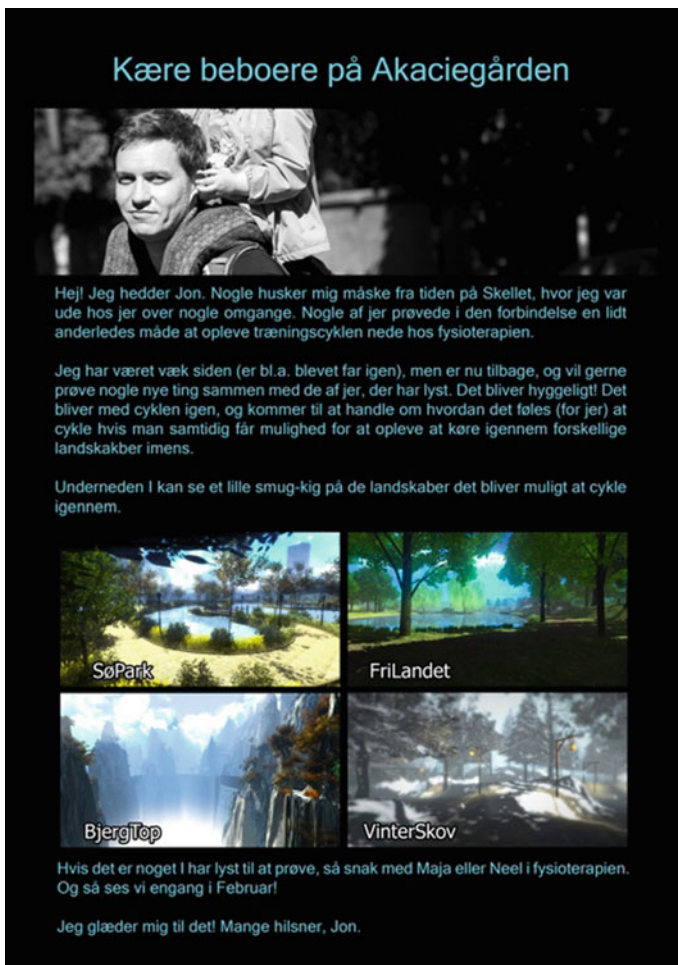 Kære beboere på Akaciegården
Hej! Jeg hedder Jon. Nogle husker mig måske fra tiden på Skellet, hvor jeg var
ude hos jer over nogle omgange. Nogle af jer prøvede i den forbindelse en lidt
anderledes måde at opleve træningscyklen nede hos fysioterapien.
Jeg har været væk siden (er bl.a. blevet far igen), men er nu tilbage, og vil gerne
prøve nogle nye ting sammen med de af jer, der har lyst. Det bliver hyggeligt! Det
bliver med cyklen igen, og kommer til at handle om hvordan det føles (for jer) at
cykle hvis man samtidig får mulighed for at opleve at køre igennem forskellige
landskakber imens.
Underneden I kan se et lille smug-kig på de landskaber det bliver muligt at cykle
igennem.
SøPark
FriLandet
BjergTop
VinterSkov
Hvis det er noget I har lyst til at prøve, så snak med Maja eller Neel i fysioterapien.
Og så ses vi engang i Februar!
Jeg glæder mig til det! Mange hilsner, Jon.